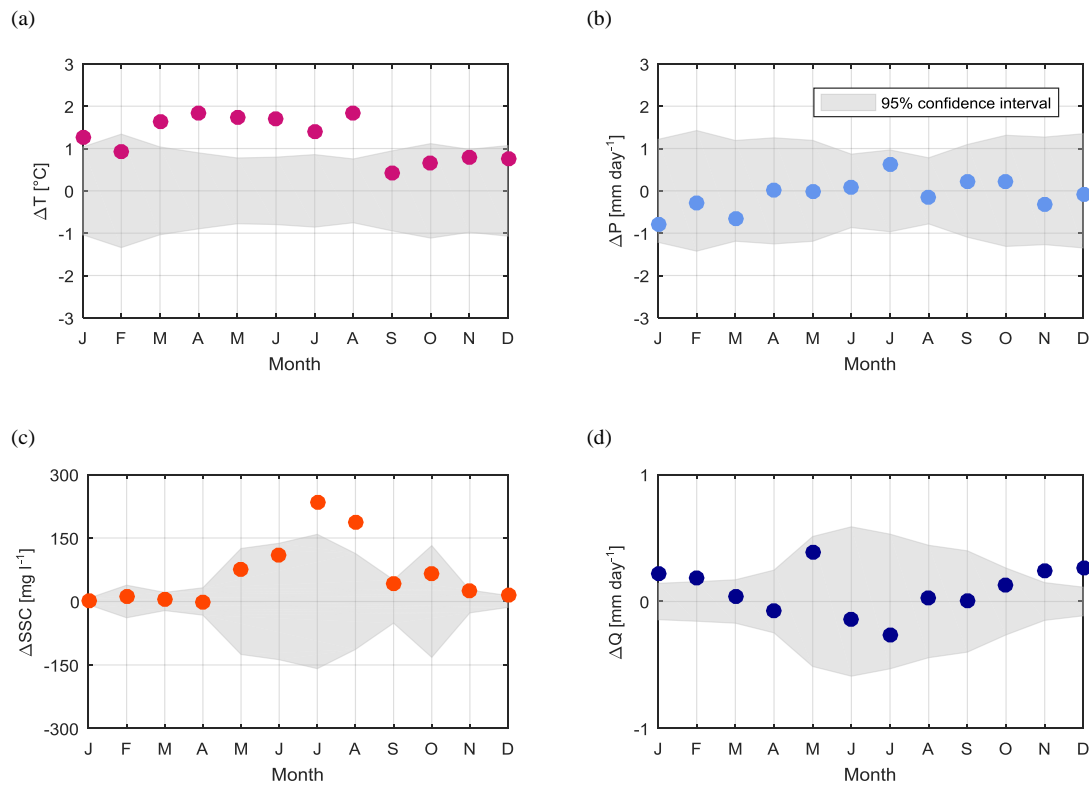 (a)
3
2
1
0
-1
-2
-3
ΔT [°C]
J F M A M J J A S O N D
Month
(b)
3
2
1
0
-1
-2
-3
ΔP [mm day⁻¹]
95% confidence interval
J F M A M J J A S O N D
Month
(c)
300
150
0
-150
-300
ΔSSC [mg l⁻¹]
J F M A M J J A S O N D
Month
(d)
1
0
-1
ΔQ [mm day⁻¹]
J F M A M J J A S O N D
Month